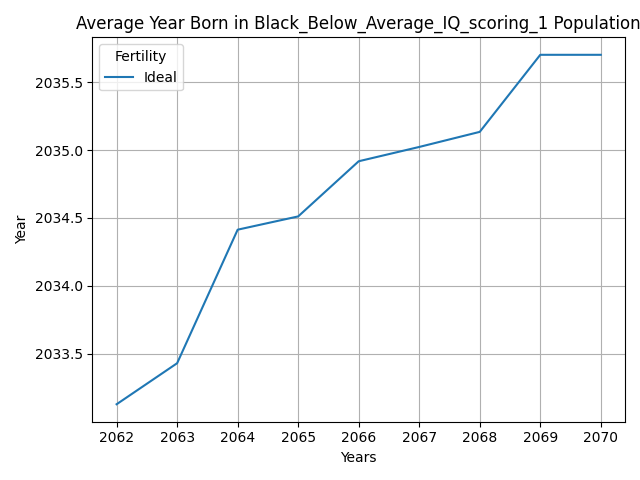 Average Year Born in Black_Below_Average_IQ_scoring_1 Population
Fertility
Ideal
2035.5
2035.0
2034.5
2034.0
2033.5
Year
2062 2063 2064 2065 2066 2067 2068 2069 2070
Years